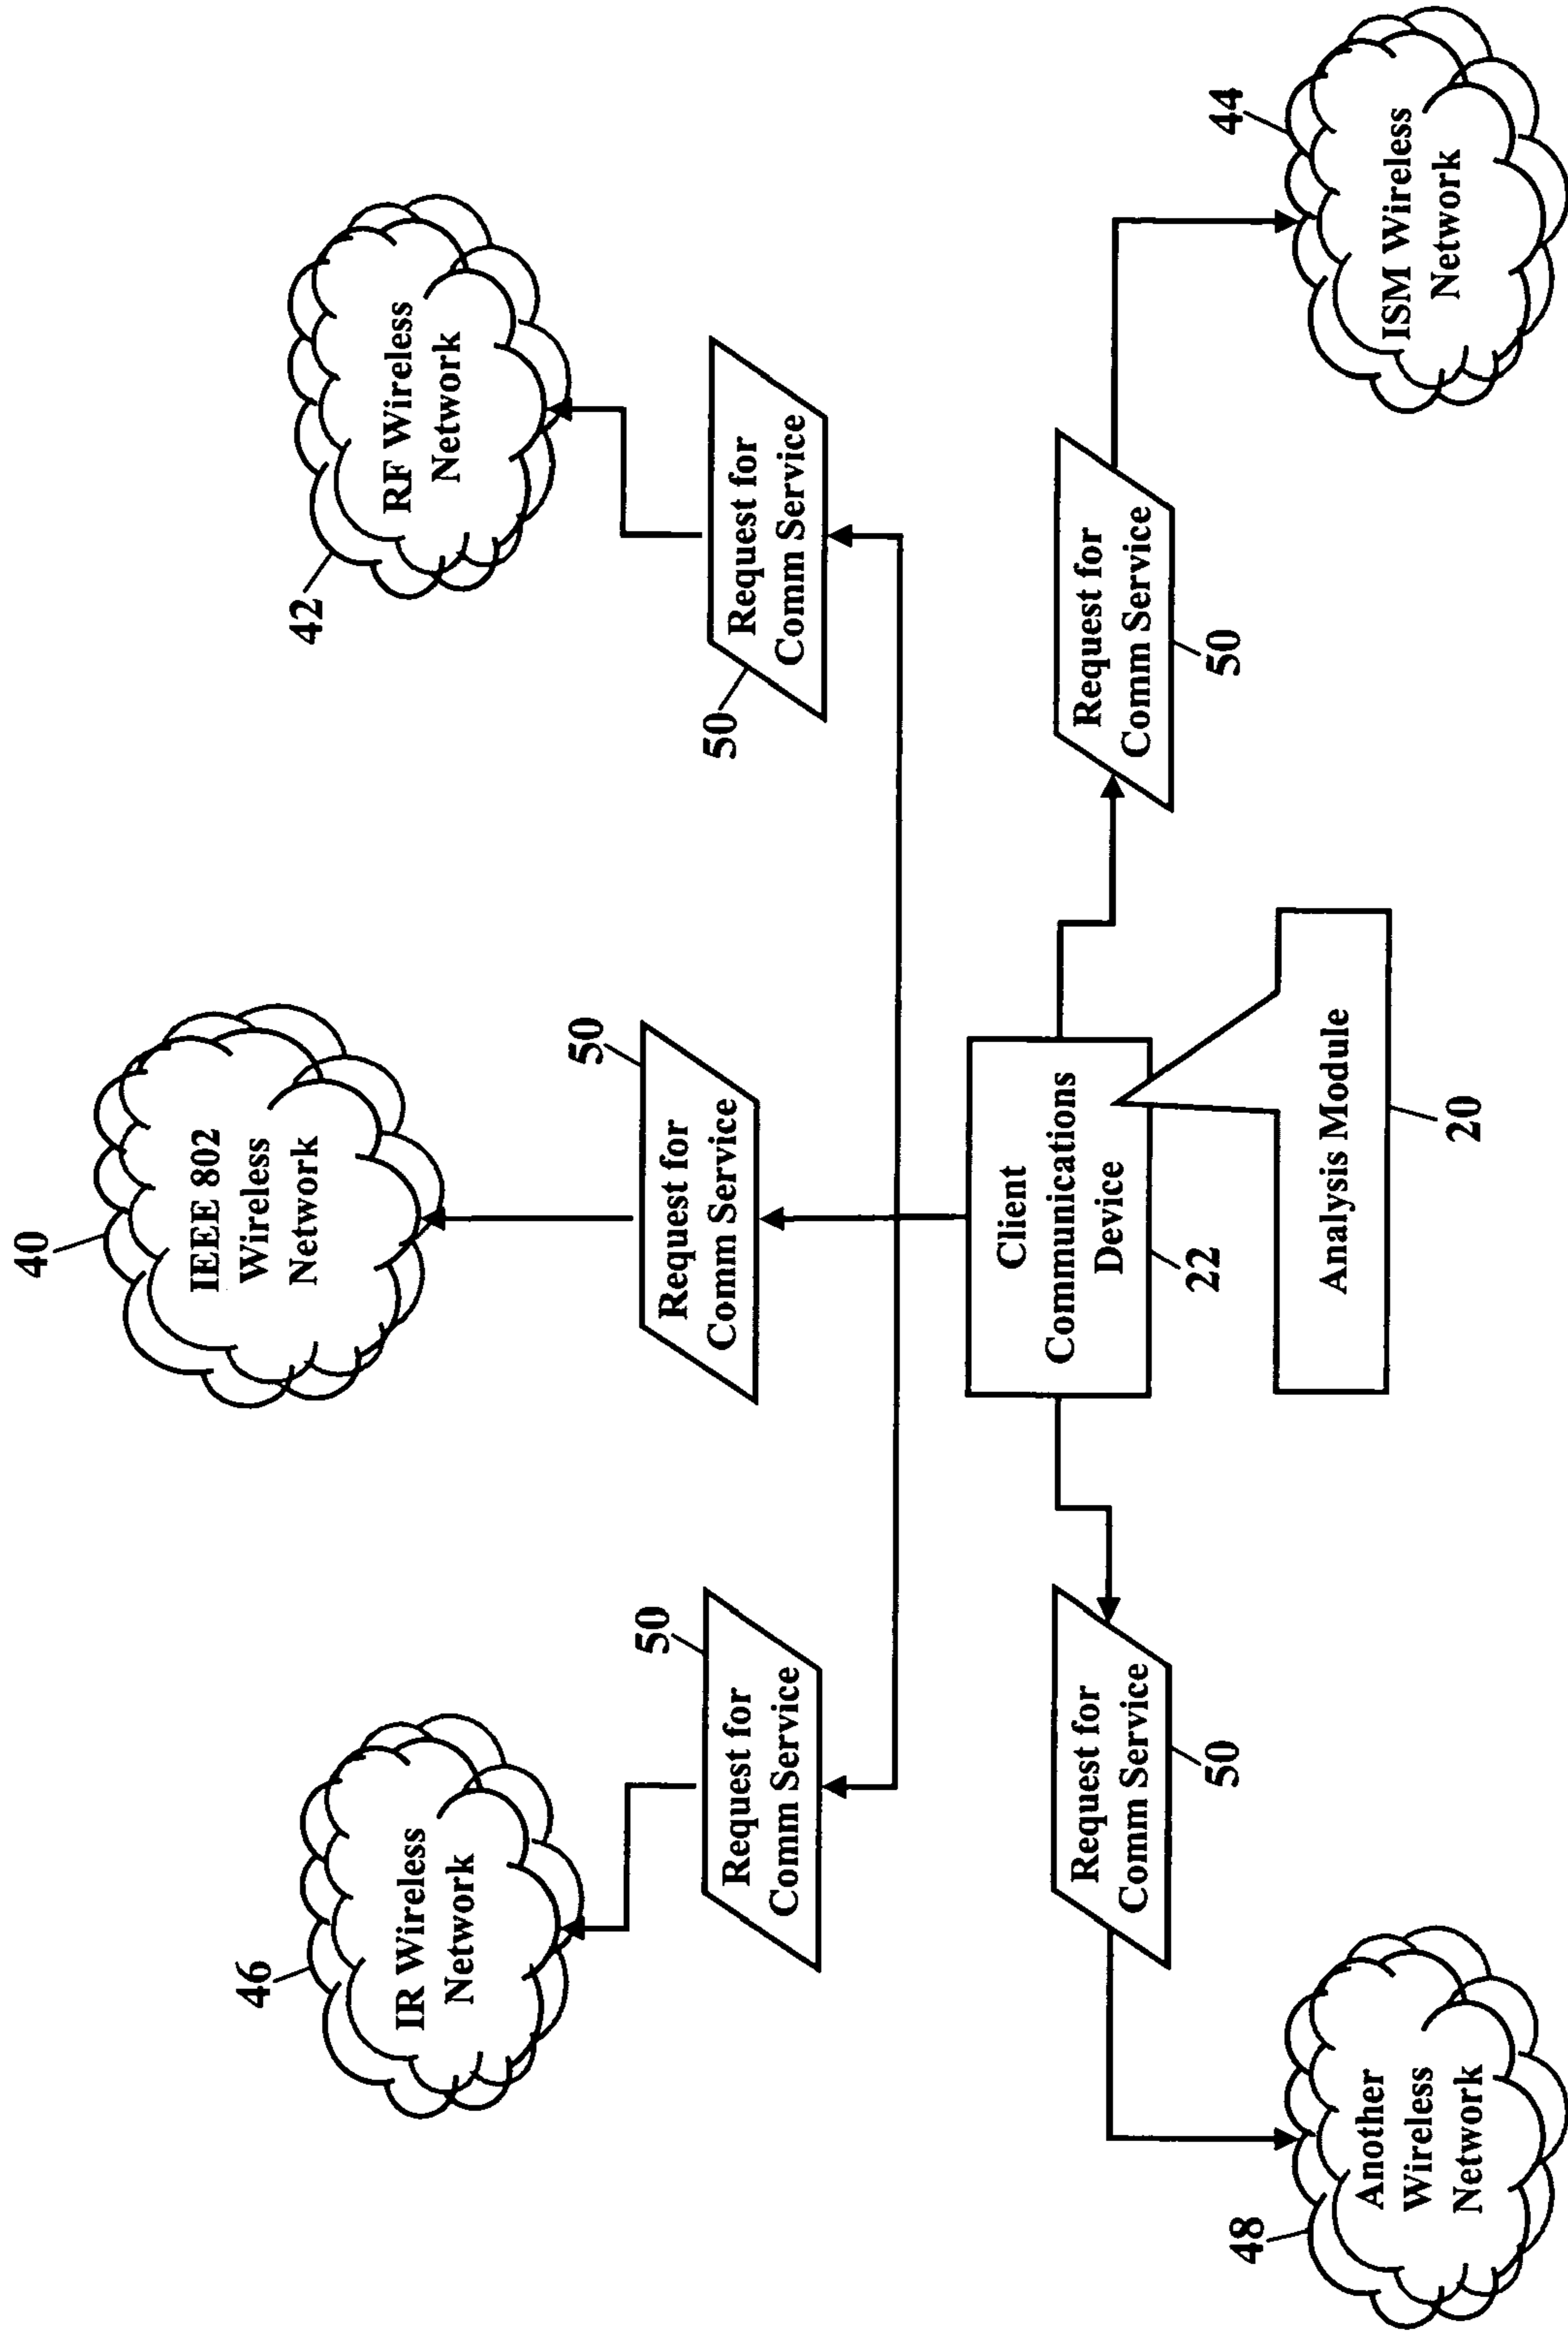 40
IEEE 802
Wireless
Network
46
IR Wireless
Network
42
RF Wireless
Network
50
Request for
Comm Service
50
Request for
Comm Service
50
Request for
Comm Service
Client
Communications
Device
22
Request for
Comm Service
50
Request for
Comm Service
50
48
Another
Wireless
Network
44
ISM Wireless
Network
Analysis Module
20